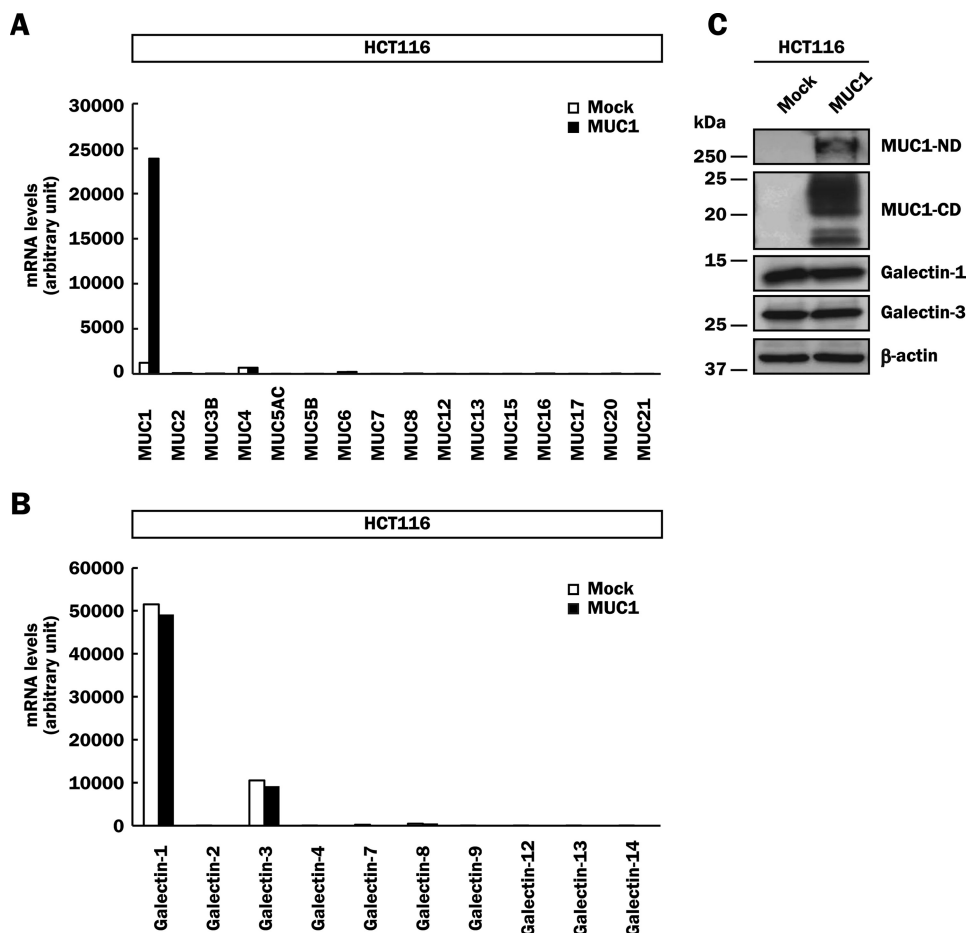 A
HCT116
mRNA levels
(arbitrary unit)
30000
25000
20000
15000
10000
5000
0
Mock
MUC1
MUC1
MUC2
MUC3B
MUC4
MUC5AC
MUC5B
MUC6
MUC7
MUC8
MUC12
MUC13
MUC15
MUC16
MUC17
MUC20
MUC21
B
HCT116
mRNA levels
(arbitrary unit)
60000
50000
40000
30000
20000
10000
0
Mock
MUC1
Galectin-1
Galectin-2
Galectin-3
Galectin-4
Galectin-7
Galectin-8
Galectin-9
Galectin-12
Galectin-13
Galectin-14
C
HCT116
Mock
MUC1
kDa
250
MUC1-ND
25
20
MUC1-CD
15
Galectin-1
Galectin-3
25
β-actin
37